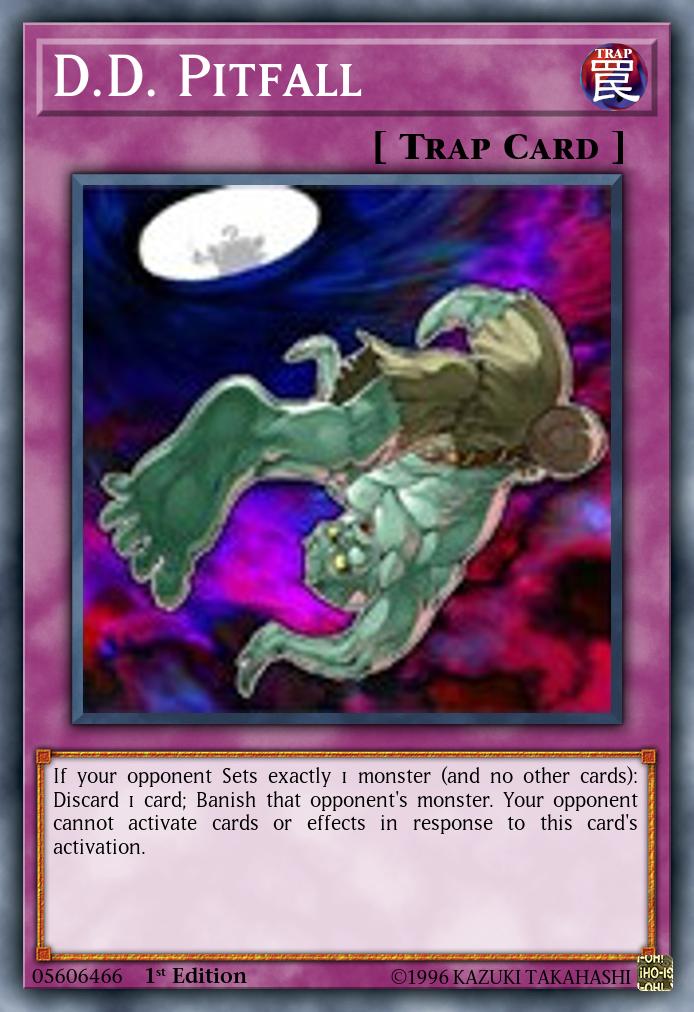 D.D. Pitfall
TRAP
罠
[ Trap Card ]
If your opponent Sets exactly 1 monster (and no other cards):
Discard 1 card; Banish that opponent's monster. Your opponent
cannot activate cards or effects in response to this card's
activation.
05606466 1st Edition ©1996 KAZUKI TAKAHASHI